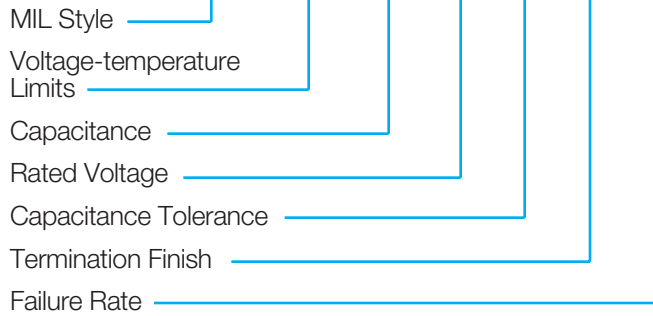 MIL Style
Voltage-temperature
Limits
Capacitance
Rated Voltage
Capacitance Tolerance
Termination Finish
Failure Rate